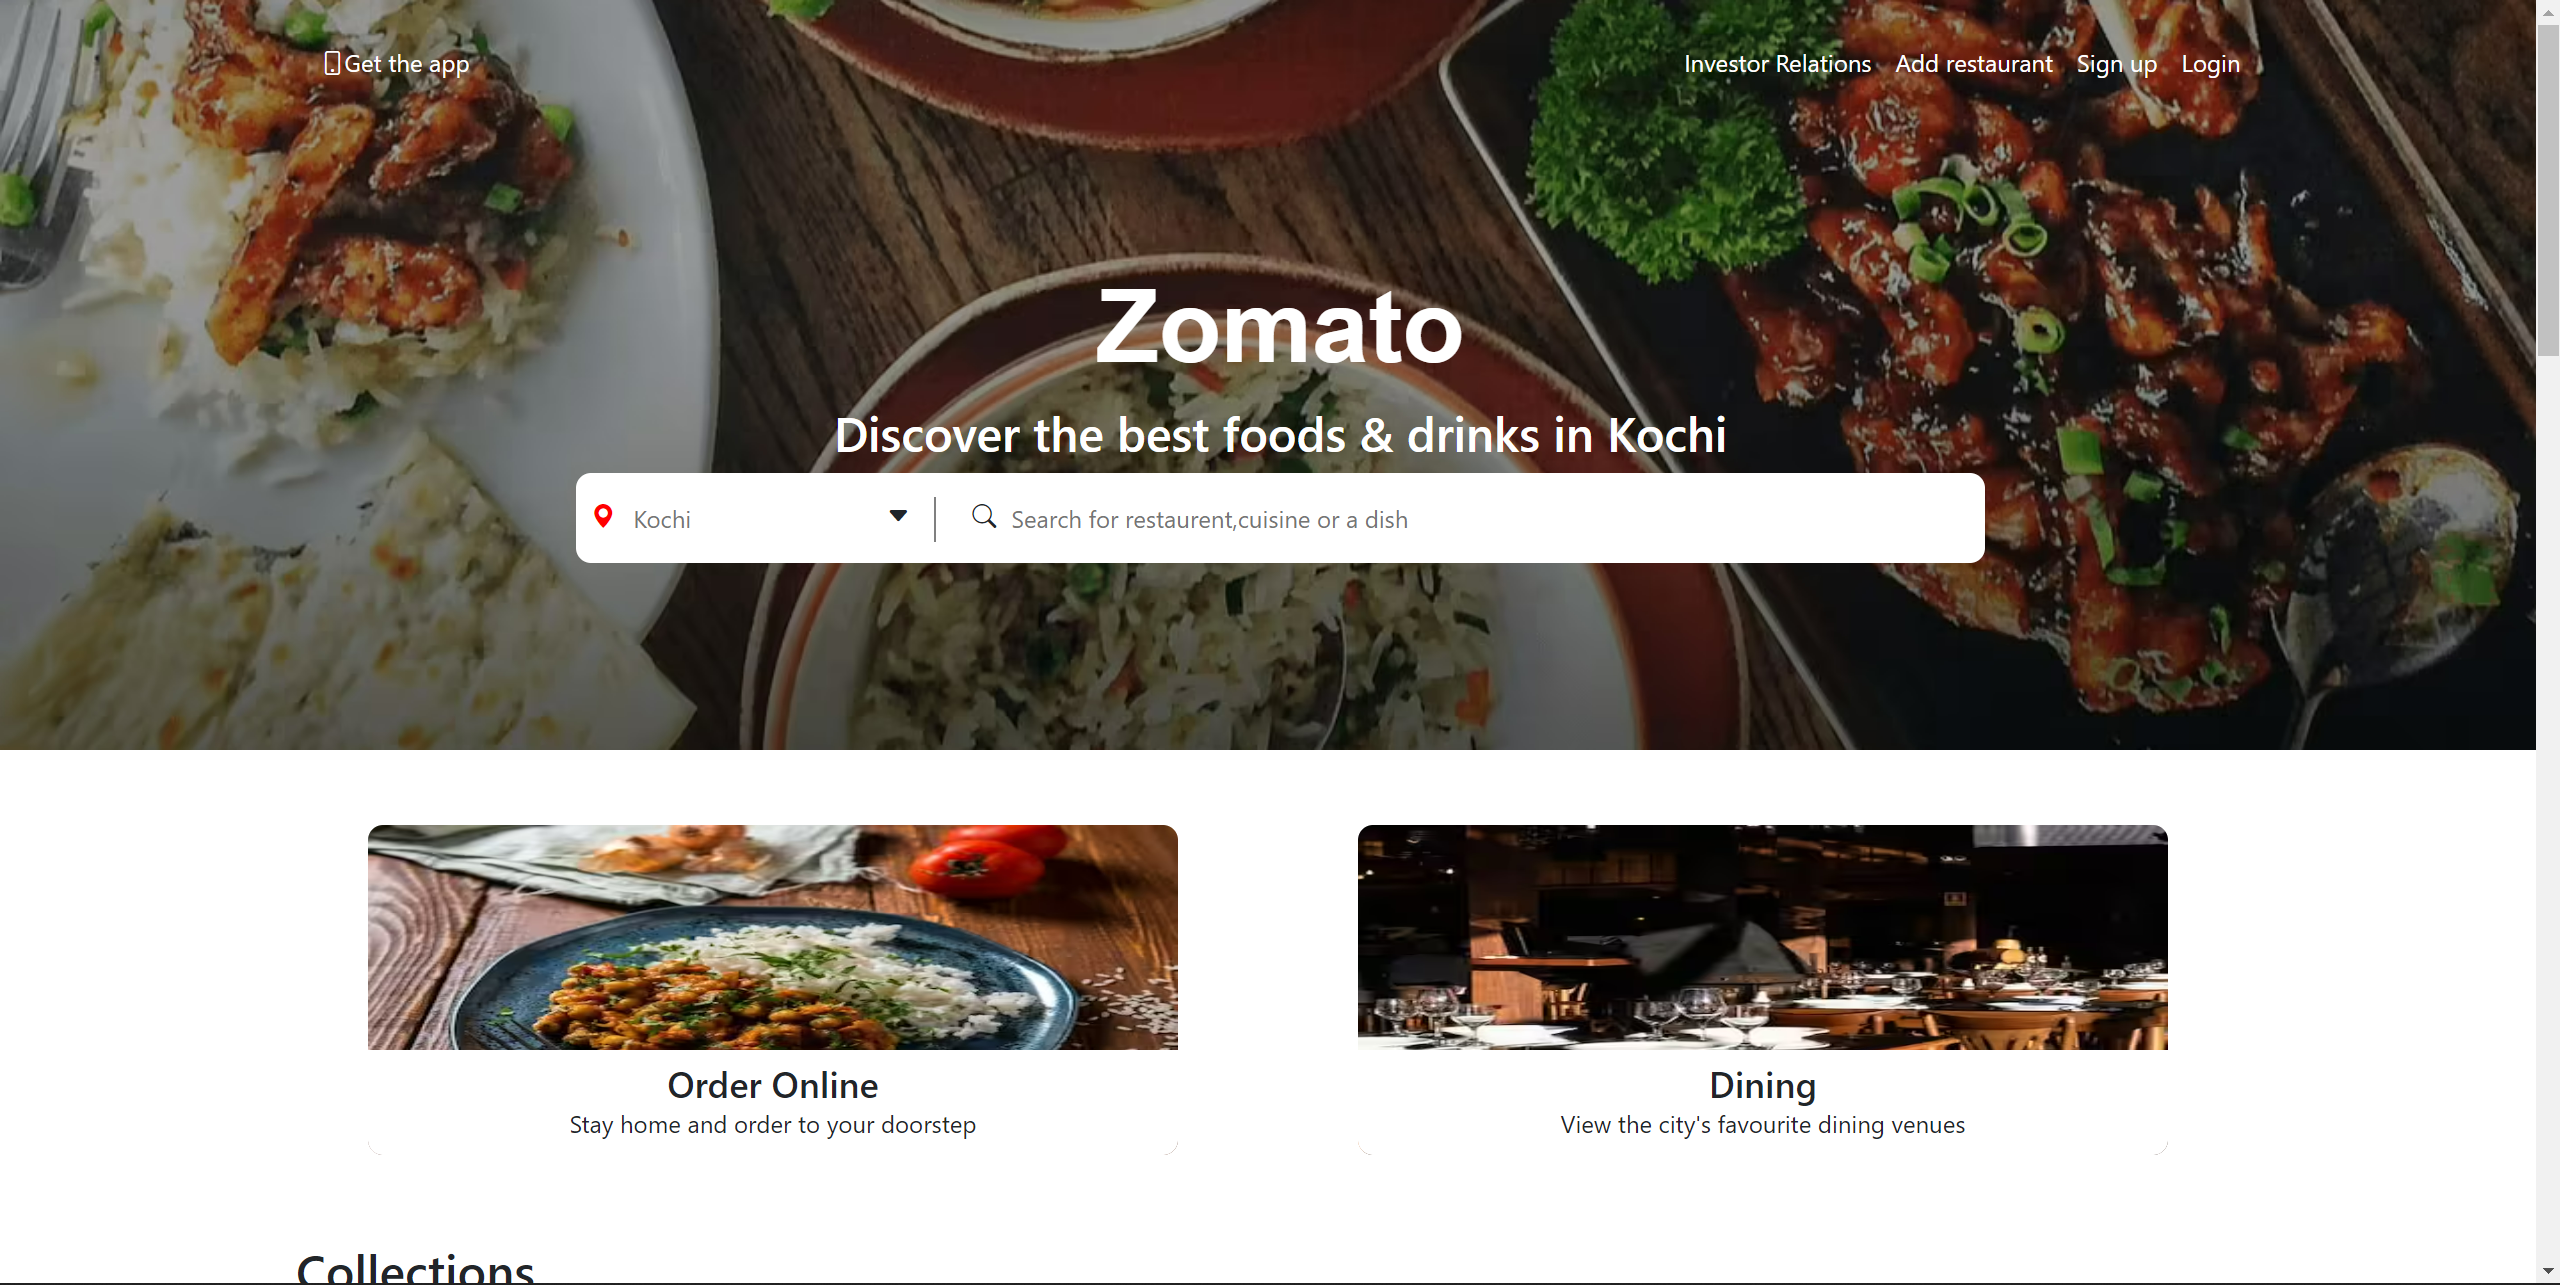 Get the app
Investor Relations Add restaurant Sign up Login
Zomato
Discover the best foods & drinks in Kochi
Kochi
Search for restaurent,cuisine or a dish
Order Online
Stay home and order to your doorstep
Dining
View the city's favourite dining venues
Collections